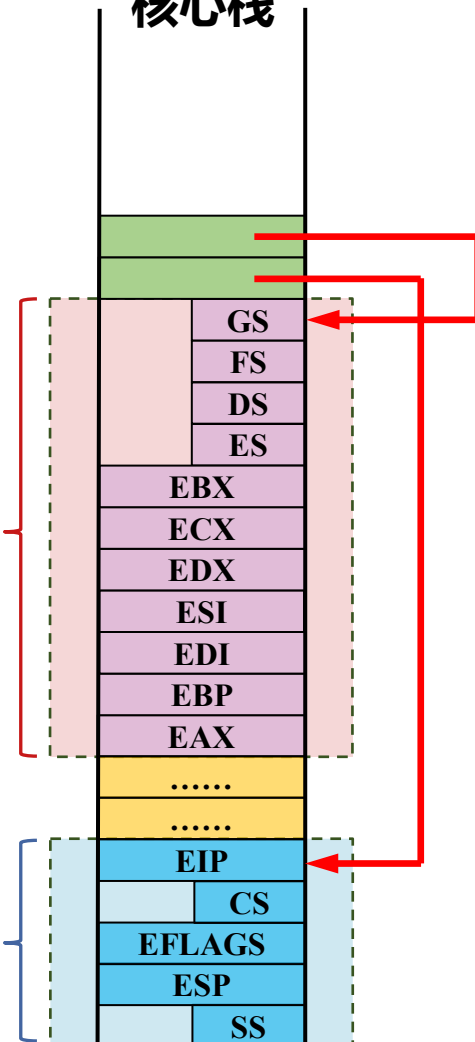 核心栈
GS
FS
DS
ES
EBX
ECX
EDX
ESI
EDI
EBP
EAX
......
......
EIP
CS
EFLAGS
ESP
SS